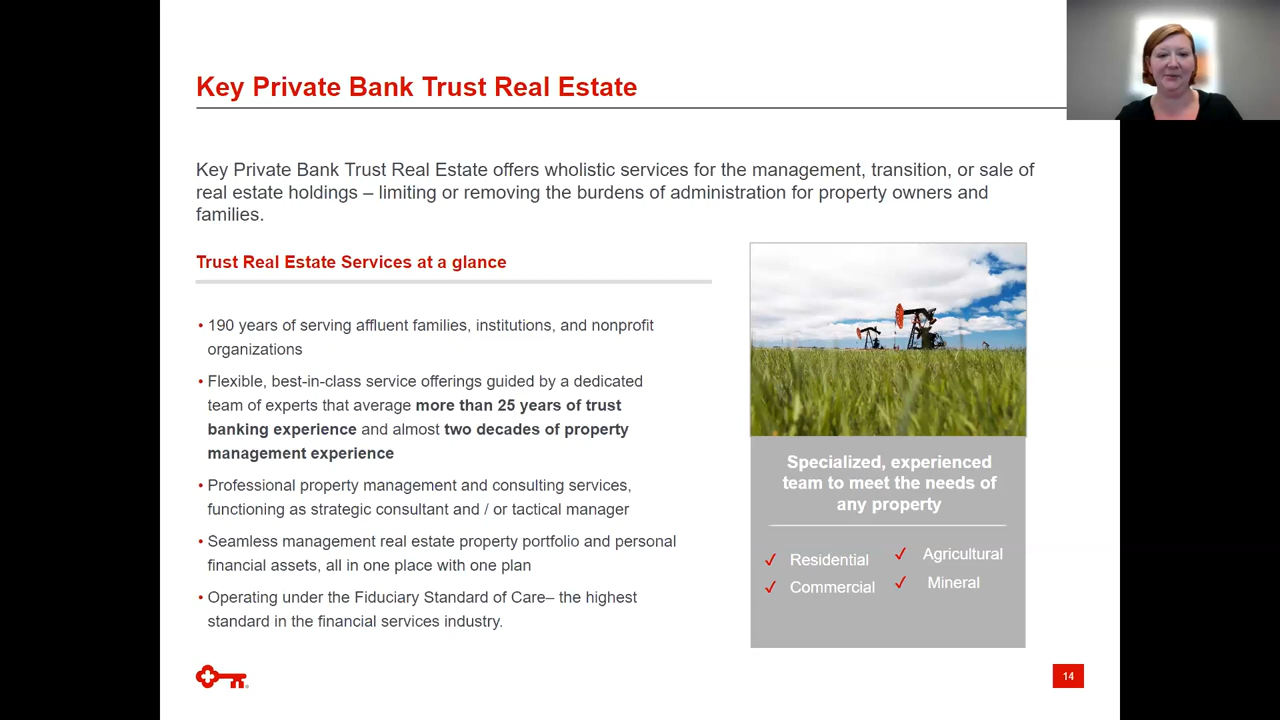 Key Private Bank Trust Real Estate
Key Private Bank Trust Real Estate offers wholistic services for the management, transition, or sale of
real estate holdings – limiting or removing the burdens of administration for property owners and
families.
Trust Real Estate Services at a glance
• 190 years of serving affluent families, institutions, and nonprofit
organizations
• Flexible, best-in-class service offerings guided by a dedicated
team of experts that average more than 25 years of trust
banking experience and almost two decades of property
management experience
• Professional property management and consulting services,
functioning as strategic consultant and / or tactical manager
• Seamless management real estate property portfolio and personal
financial assets, all in one place with one plan
• Operating under the Fiduciary Standard of Care– the highest
standard in the financial services industry.
Specialized, experienced
team to meet the needs of
any property
✓ Residential
✓ Commercial
✓ Agricultural
✓ Mineral
14